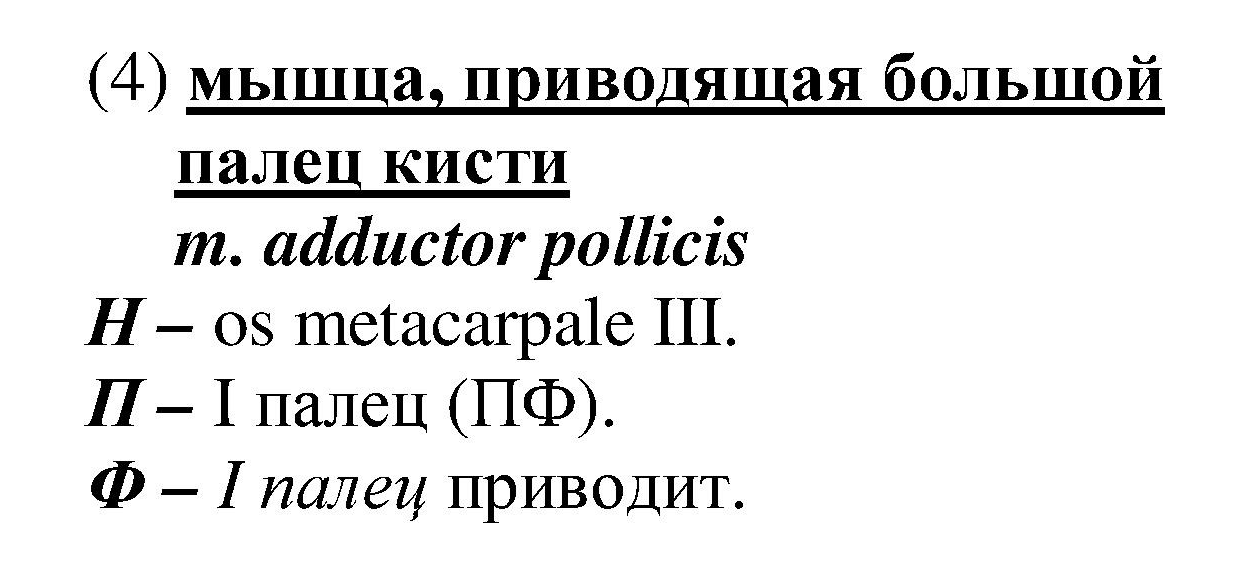 (4) мышца, приводящая большой
палец кисти
m. adductor pollicis
Н – os metacarpale III.
П – I палец (ПФ).
Ф – I палец приводит.